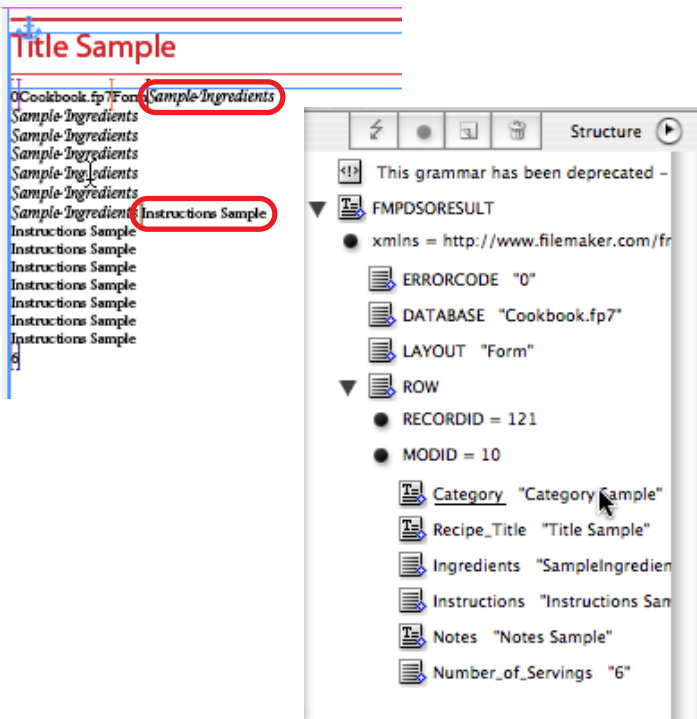 Title Sample
0Cookbook.fp7FormSample Ingredients
Sample Ingredients
Sample Ingredients
Sample Ingredients
Sample Ingredients
Sample Ingredients
Sample Ingredients Instructions Sample
Instructions Sample
Instructions Sample
Instructions Sample
Instructions Sample
Instructions Sample
Instructions Sample
Instructions Sample
6
Structure
This grammar has been deprecated –
FMPDSORESULT
xmlns = http://www.filemaker.com/fr
ERRORCODE "0"
DATABASE "Cookbook.fp7"
LAYOUT "Form"
ROW
RECORDID = 121
MODID = 10
Category "Category Sample"
Recipe_Title "Title Sample"
Ingredients "SampleIngredien
Instructions "Instructions Sam
Notes "Notes Sample"
Number_of_Servings "6"